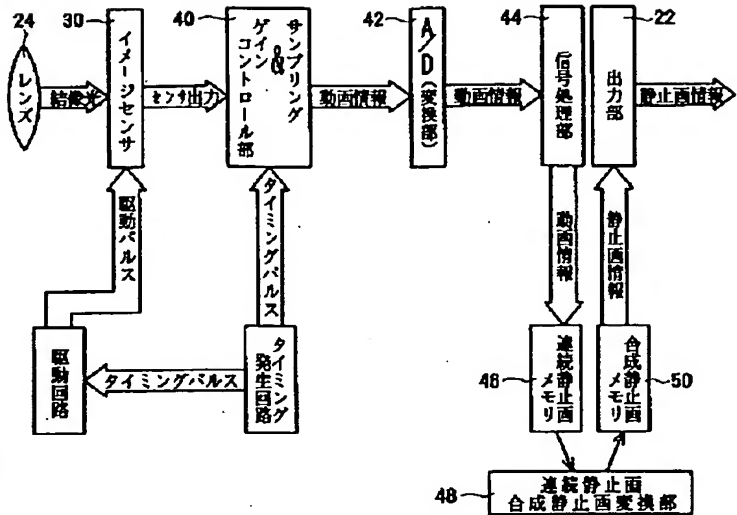 24
30
40
42
44
22
レンズ
結像光
イメージセンサ
センサ出力
サンプリング
&
ゲイン
コントロール部
動画情報
A/D(変換部)
動画情報
信号処理部
出力部
静止画情報
駆動パルス
タイミングパルス
動画情報
静止画情報
駆動回路
タイミングパルス
タイミング
発生回路
46
連続静止画
メモリ
合成静止画
メモリ
50
48
連続静止画
合成静止画変換部